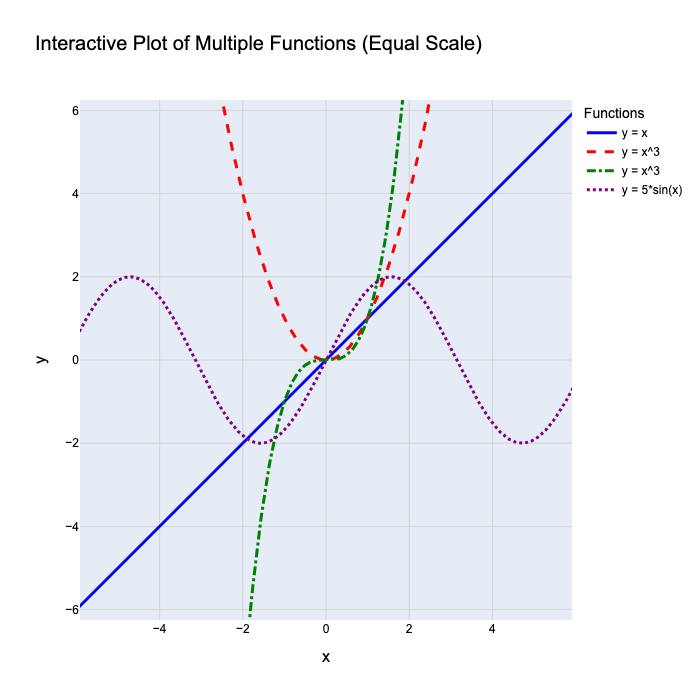 Interactive Plot of Multiple Functions (Equal Scale)
Functions
y = x
y = x^3
y = x^3
y = 5*sin(x)
6
4
2
0
−2
−4
−6
y
−4 −2 0 2 4
x